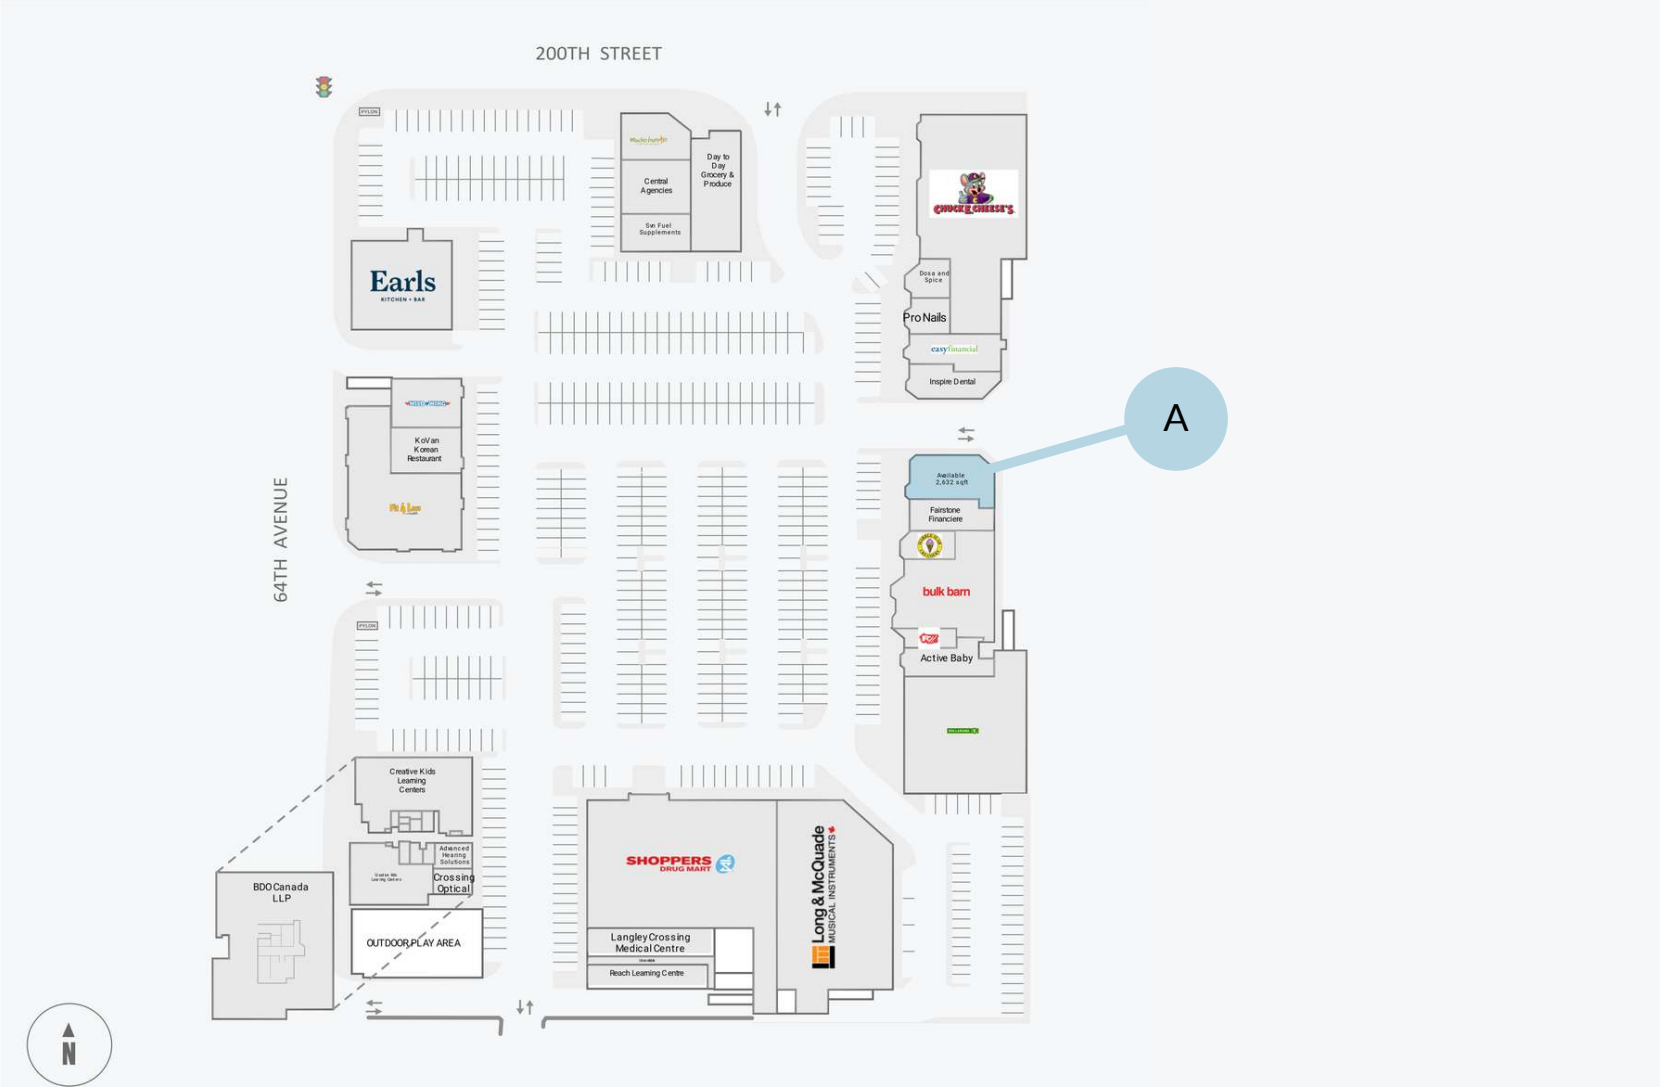 200TH STREET
PYLON
Central
Agencies
Day to
Day
Grocery &
Produce
Svn Fuel
Supplements
CHUCK E. CHEESE'S
Earls
KITCHEN + BAR
Dosa and
Spice
Pro Nails
easyfinancial
Inspire Dental
KoVan
Korean
Restaurant
64TH AVENUE
A
Available
2,632 sqft
Fairstone
Financiere
bulk barn
Active Baby
PYLON
Creative Kids
Learning
Centers
Advanced
Hearing
Solutions
Crossing
Optical
BDO Canada
LLP
OUTDOOR PLAY AREA
SHOPPERS
DRUG MART
Long & McQuade
MUSICAL INSTRUMENTS
Langley Crossing
Medical Centre
Reach Learning Centre
N